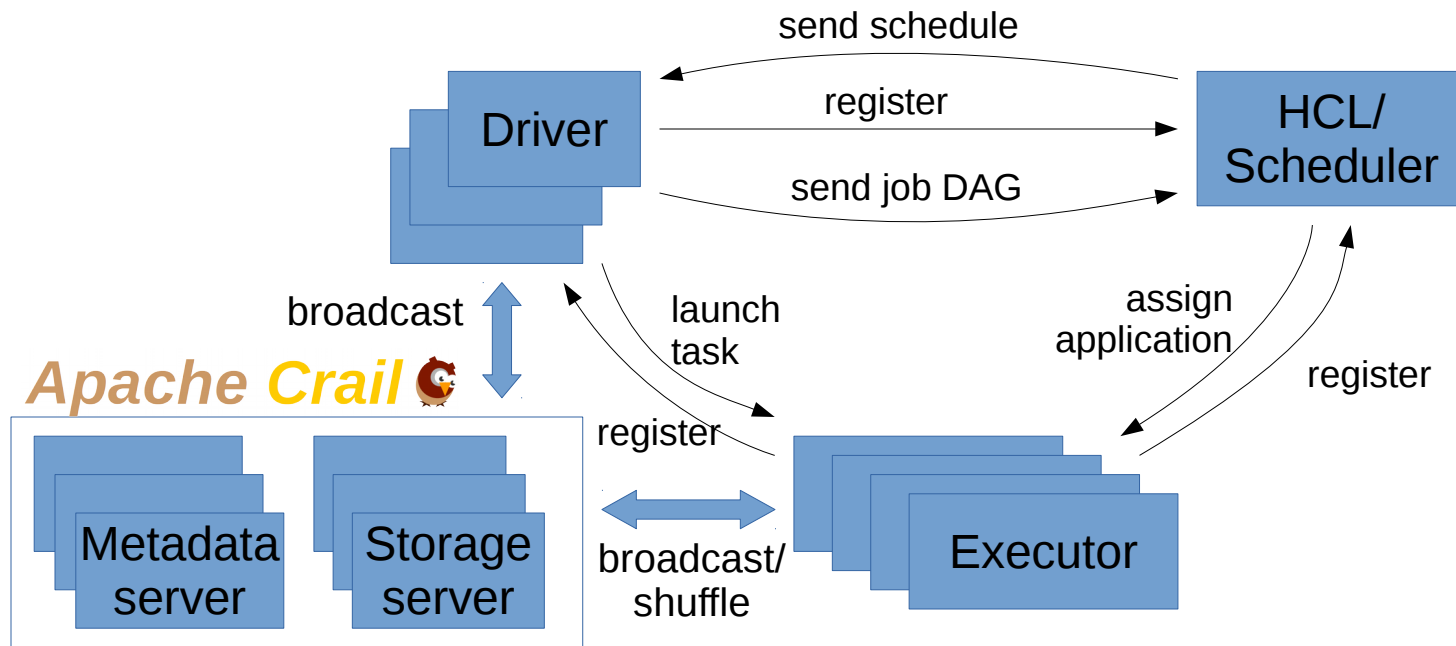 send schedule
register
send job DAG
Driver
HCL/
Scheduler
broadcast
launch
task
assign
application
register
Apache Crail
register
Metadata
server
Storage
server
broadcast/
shuffle
Executor